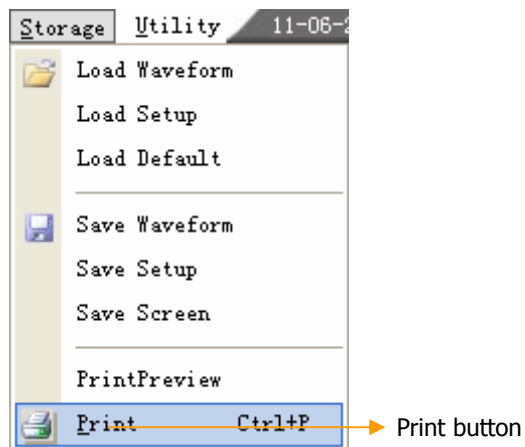 Storage Utility 11-06-2
Load Waveform
Load Setup
Load Default
Save Waveform
Save Setup
Save Screen
PrintPreview
Print Ctrl+P Print button